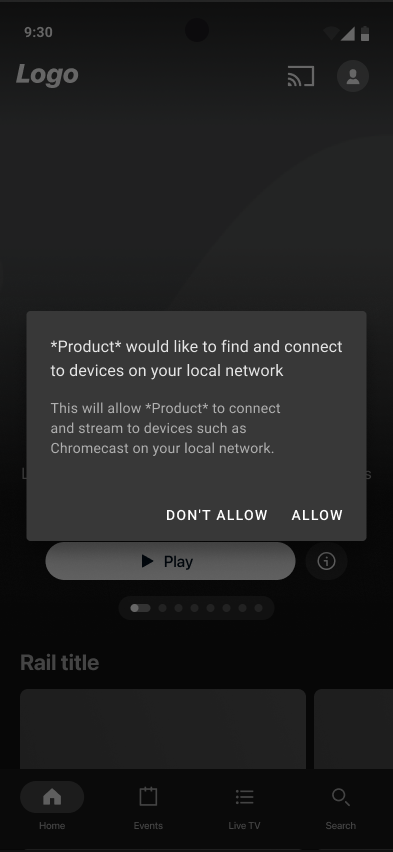 9:30
Logo
*Product* would like to find and connect
to devices on your local network
This will allow *Product* to connect
and stream to devices such as
Chromecast on your local network.
DON'T ALLOW ALLOW
Play
Rail title
Home Events Live TV Search